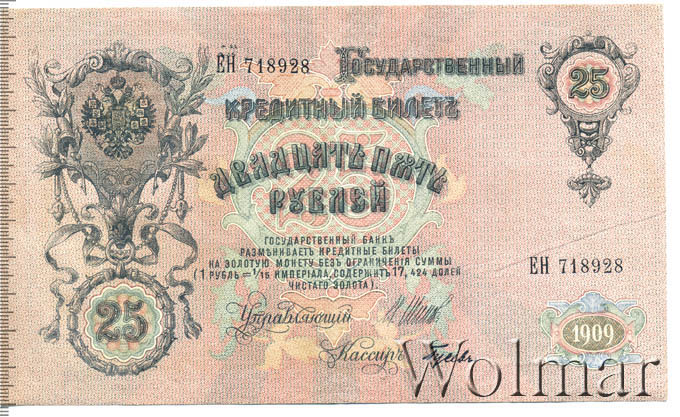 ЕН 718928
Государственный
25
Кредитный Билетъ
Двадцать пять
рублей
ГОСУДАРСТВЕННЫЙ БАНКЪ
РАЗМѢНИВАЕТЪ КРЕДИТНЫЕ БИЛЕТЫ
НА ЗОЛОТУЮ МОНЕТУ БЕЗЪ ОГРАНИЧЕНІЯ СУММЫ
(1 РУБЛЬ = 1/15 ИМПЕРІАЛА, СОДЕРЖИТЪ 17,424 ДОЛЕЙ
ЧИСТАГО ЗОЛОТА).
ЕН 718928
25
Управляющій
1909
Кассиръ
Wolmar